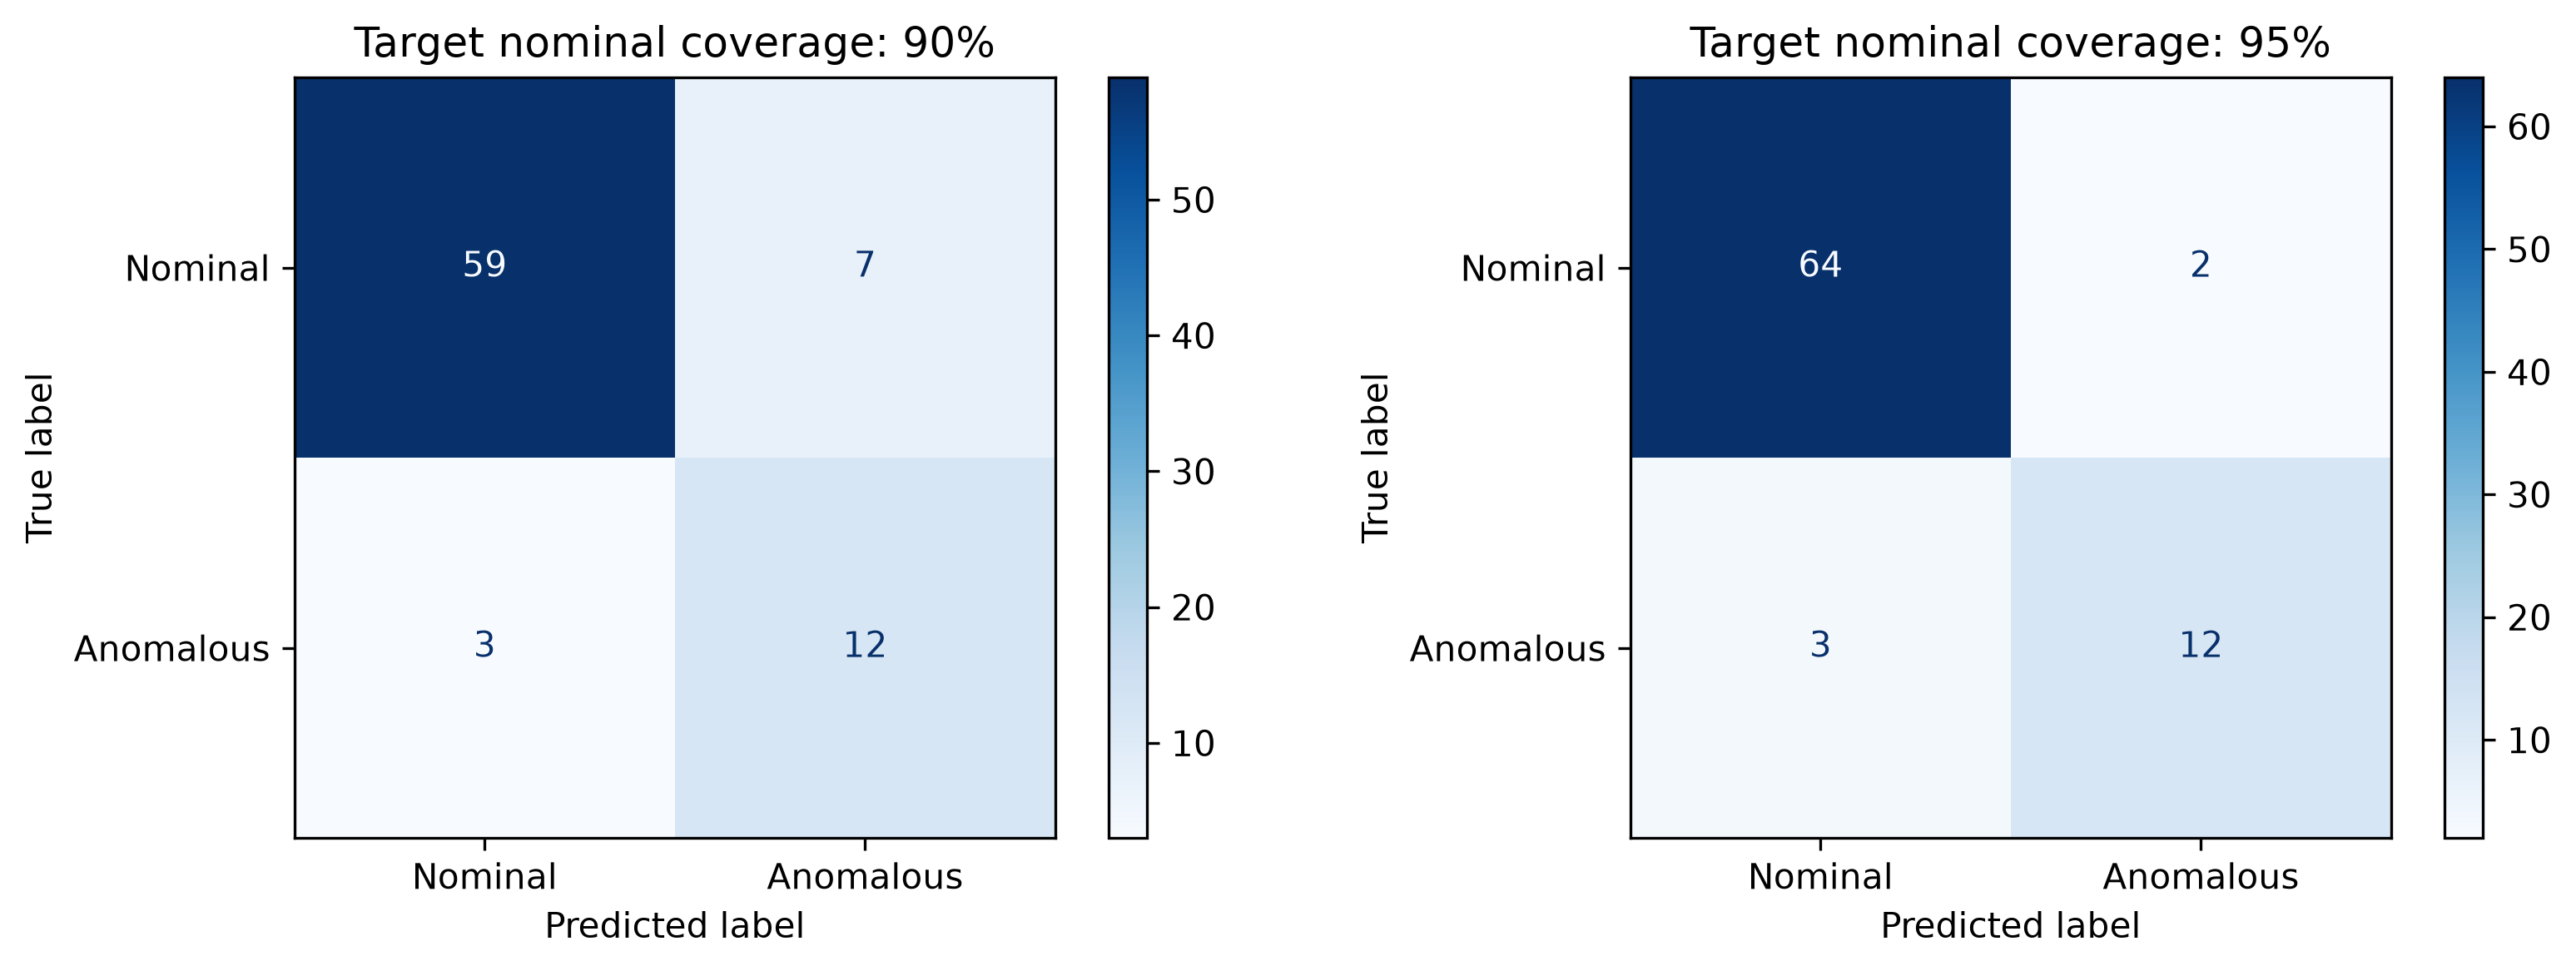 Target nominal coverage: 90%
True label
Nominal
Anomalous
59
7
3
12
Nominal
Anomalous
Predicted label
50
40
30
20
10
Target nominal coverage: 95%
True label
Nominal
Anomalous
64
2
3
12
Nominal
Anomalous
Predicted label
60
50
40
30
20
10